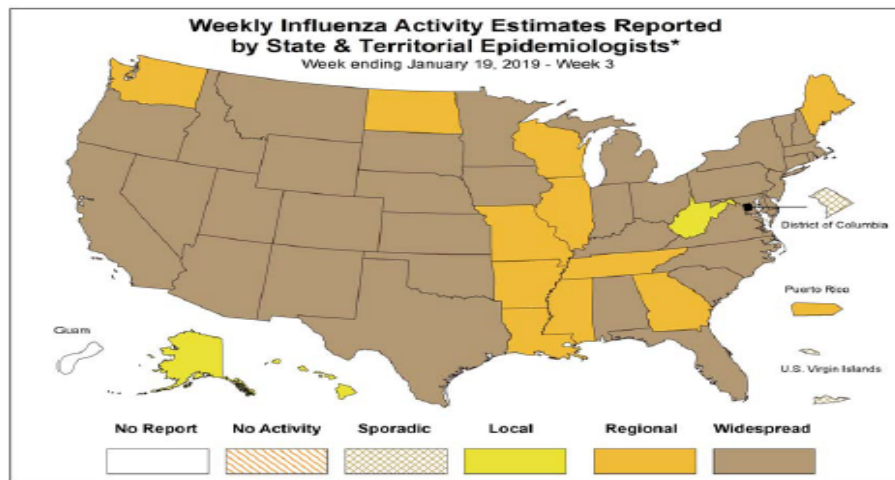 Weekly Influenza Activity Estimates Reported
by State & Territorial Epidemiologists*
Week ending January 19, 2019 - Week 3
District of Columbia
Puerto Rico
Guam
U.S. Virgin Islands
No Report No Activity Sporadic Local Regional Widespread